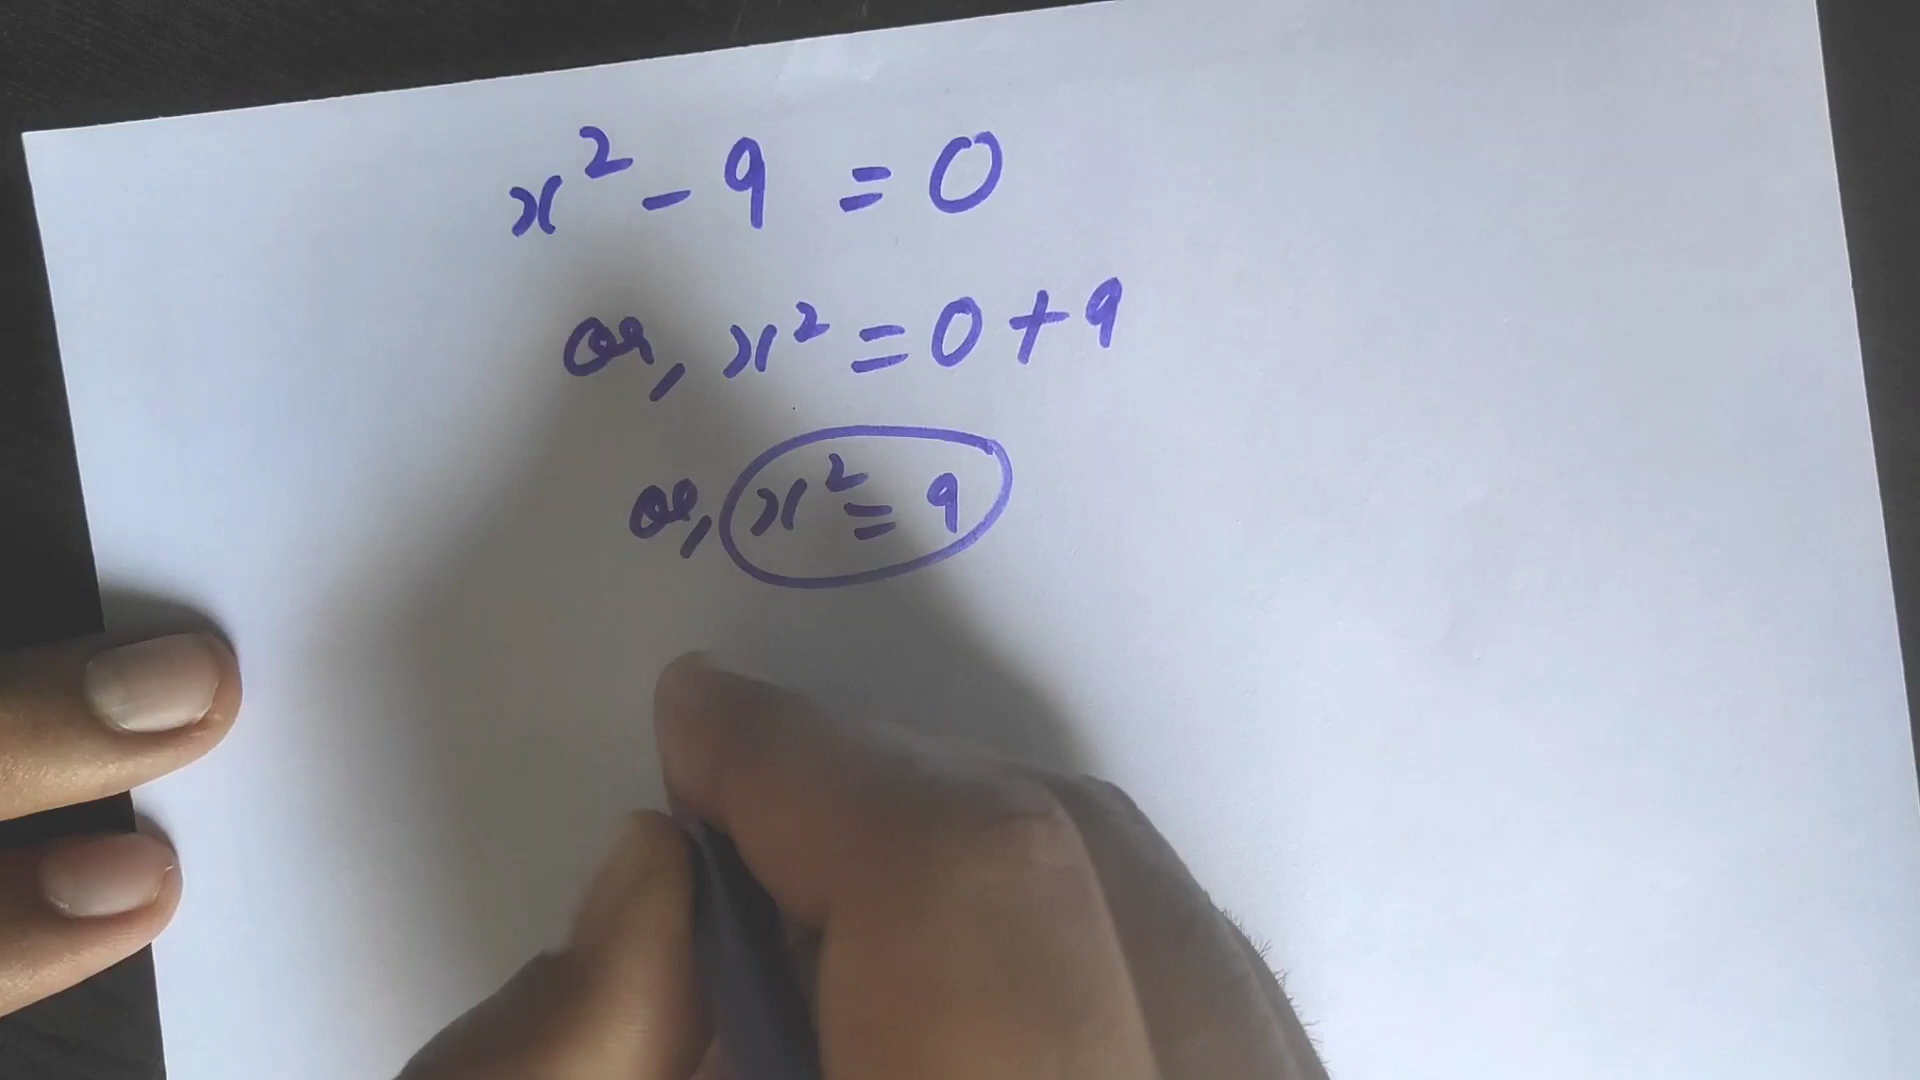 x² - 9 = 0
or, x² = 0 + 9
or, x² = 9